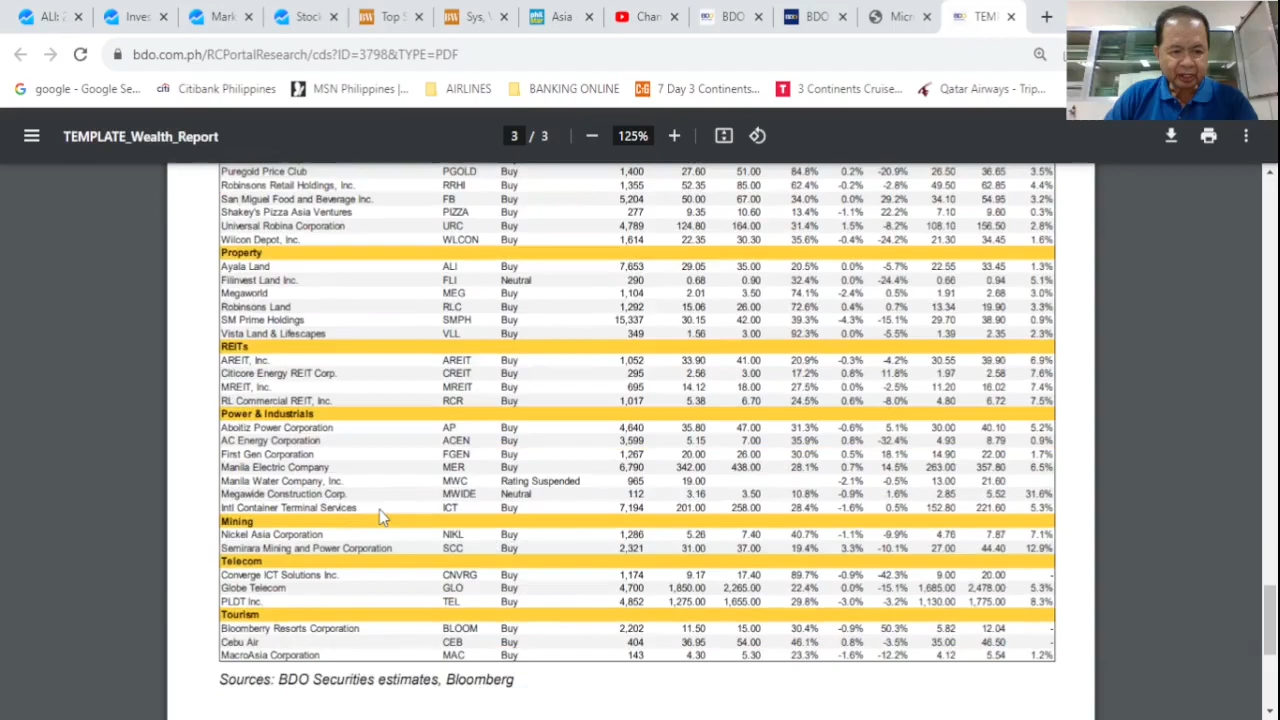 ALI: 2
Inves
Mark
Stock
Top S
Sys, V
Asia
Chan
BDO
BDO
Micr
TEMI
bdo.com.ph/RCPortalResearch/cds?ID=3798&TYPE=PDF
google - Google Se...
Citibank Philippines
MSN Philippines |...
AIRLINES
BANKING ONLINE
7 Day 3 Continents...
3 Continents Cruise...
Qatar Airways - Trip...
TEMPLATE_Wealth_Report
3 / 3
125%
Puregold Price Club PGOLD Buy 1,400 27.60 51.00 84.8% 0.2% -20.9% 26.50 36.65 3.5%
Robinsons Retail Holdings, Inc. RRHI Buy 1,355 52.35 85.00 62.4% -0.2% -2.8% 49.50 62.85 4.4%
San Miguel Food and Beverage Inc. FB Buy 5,204 50.00 67.00 34.0% 0.0% 29.2% 34.10 54.95 3.2%
Shakey's Pizza Asia Ventures PIZZA Buy 277 9.35 10.60 13.4% -1.1% 22.2% 7.10 9.60 0.3%
Universal Robina Corporation URC Buy 4,789 124.80 164.00 31.4% 1.5% -8.2% 108.10 156.50 2.8%
Wilcon Depot, Inc. WLCON Buy 1,614 22.35 30.30 35.6% -0.4% -24.2% 21.30 34.45 1.6%
Property
Ayala Land ALI Buy 7,653 29.05 35.00 20.5% 0.0% -5.7% 22.55 33.45 1.3%
Filinvest Land Inc. FLI Neutral 290 0.68 0.90 32.4% 0.0% -24.4% 0.66 0.94 5.1%
Megaworld MEG Buy 1,104 2.01 3.50 74.1% -2.4% 0.5% 1.91 2.68 3.0%
Robinsons Land RLC Buy 1,292 15.06 26.00 72.6% 0.4% 0.7% 13.34 19.90 3.3%
SM Prime Holdings SMPH Buy 15,337 30.15 42.00 39.3% -4.3% -15.1% 29.70 38.90 0.9%
Vista Land & Lifescapes VLL Buy 349 1.56 3.00 92.3% 0.0% -5.5% 1.39 2.35 2.3%
REITs
AREIT, Inc. AREIT Buy 1,052 33.90 41.00 20.9% -0.3% -4.2% 30.55 39.90 6.9%
Citicore Energy REIT Corp. CREIT Buy 295 2.56 3.00 17.2% 0.8% 11.8% 1.97 2.58 7.6%
MREIT, Inc. MREIT Buy 695 14.12 18.00 27.5% 0.0% -2.5% 11.20 16.02 7.4%
RL Commercial REIT, Inc. RCR Buy 1,017 5.38 6.70 24.5% 0.6% -8.0% 4.80 6.72 7.5%
Power & Industrials
Aboitiz Power Corporation AP Buy 4,640 35.80 47.00 31.3% -0.6% 5.1% 30.00 40.10 5.2%
AC Energy Corporation ACEN Buy 3,599 5.15 7.00 35.9% 0.8% -32.4% 4.93 8.79 0.9%
First Gen Corporation FGEN Buy 1,267 20.00 26.00 30.0% 0.5% 18.1% 14.90 22.00 1.7%
Manila Electric Company MER Buy 6,790 342.00 438.00 28.1% 0.7% 14.5% 263.00 357.80 6.5%
Manila Water Company, Inc. MWC Rating Suspended 965 19.00 -2.1% -0.5% 13.00 21.60
Megawide Construction Corp. MWIDE Neutral 112 3.16 3.50 10.8% -0.9% 1.6% 2.85 5.52 31.6%
Intl Container Terminal Services ICT Buy 7,194 201.00 258.00 28.4% -1.6% 0.5% 152.80 221.60 5.3%
Mining
Nickel Asia Corporation NIKL Buy 1,286 5.26 7.40 40.7% -1.1% -9.9% 4.76 7.87 7.1%
Semirara Mining and Power Corporation SCC Buy 2,321 31.00 37.00 19.4% 3.3% -10.1% 27.00 44.40 12.9%
Telecom
Converge ICT Solutions Inc. CNVRG Buy 1,174 9.17 17.40 89.7% -0.9% -42.3% 9.00 20.00 -
Globe Telecom GLO Buy 4,700 1,850.00 2,265.00 22.4% 0.0% -15.1% 1,685.00 2,478.00 5.3%
PLDT Inc. TEL Buy 4,852 1,275.00 1,655.00 29.8% -3.0% -3.2% 1,130.00 1,775.00 8.3%
Tourism
Bloomberry Resorts Corporation BLOOM Buy 2,202 11.50 15.00 30.4% -0.9% 50.3% 5.82 12.04 -
Cebu Air CEB Buy 404 36.95 54.00 46.1% 0.8% -3.5% 35.00 46.50 -
MacroAsia Corporation MAC Buy 143 4.30 5.30 23.3% -1.6% -12.2% 4.12 5.54 1.2%
Sources: BDO Securities estimates, Bloomberg